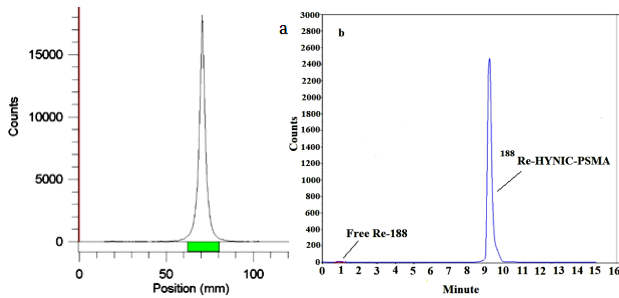 a
Counts
15000
10000
5000
0
0 50 100
Position (mm)
b
Counts
3000
2800
2600
2400
2200
2000
1800
1600
1400
1200
1000
800
600
400
200
0
188Re-HYNIC-PSMA
Free Re-188
0 1 2 3 4 5 6 7 8 9 10 11 12 13 14 15 16
Minute